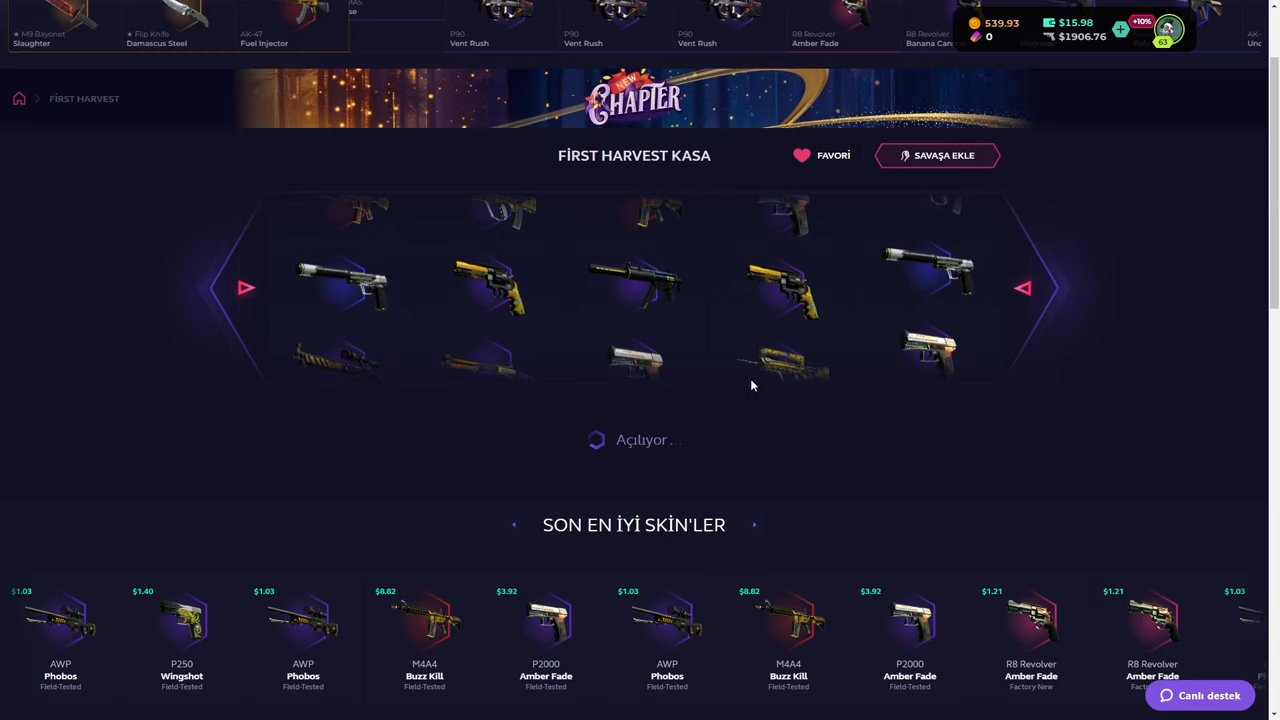 ★ M9 Bayonet
Slaughter
★ Flip Knife
Damascus Steel
AK-47
Fuel Injector
P90
Vent Rush
P90
Vent Rush
P90
Vent Rush
R8 Revolver
Amber Fade
R8 Revolver
539.93
$15.98
+10%
0
$1906.76
63
FİRST HARVEST
NEW
CHAPTER
FİRST HARVEST KASA
FAVORİ
SAVAŞA EKLE
Açılıyor ...
SON EN İYİ SKİN'LER
$1.03
$1.40
$1.03
$8.82
$3.92
$1.03
$8.82
$3.92
$1.21
$1.21
$1.03
AWP
Phobos
Field-Tested
P250
Wingshot
Field-Tested
AWP
Phobos
Field-Tested
M4A4
Buzz Kill
Field-Tested
P2000
Amber Fade
Field-Tested
AWP
Phobos
Field-Tested
M4A4
Buzz Kill
Field-Tested
P2000
Amber Fade
Field-Tested
R8 Revolver
Amber Fade
Factory New
R8 Revolver
Amber Fade
Canlı destek